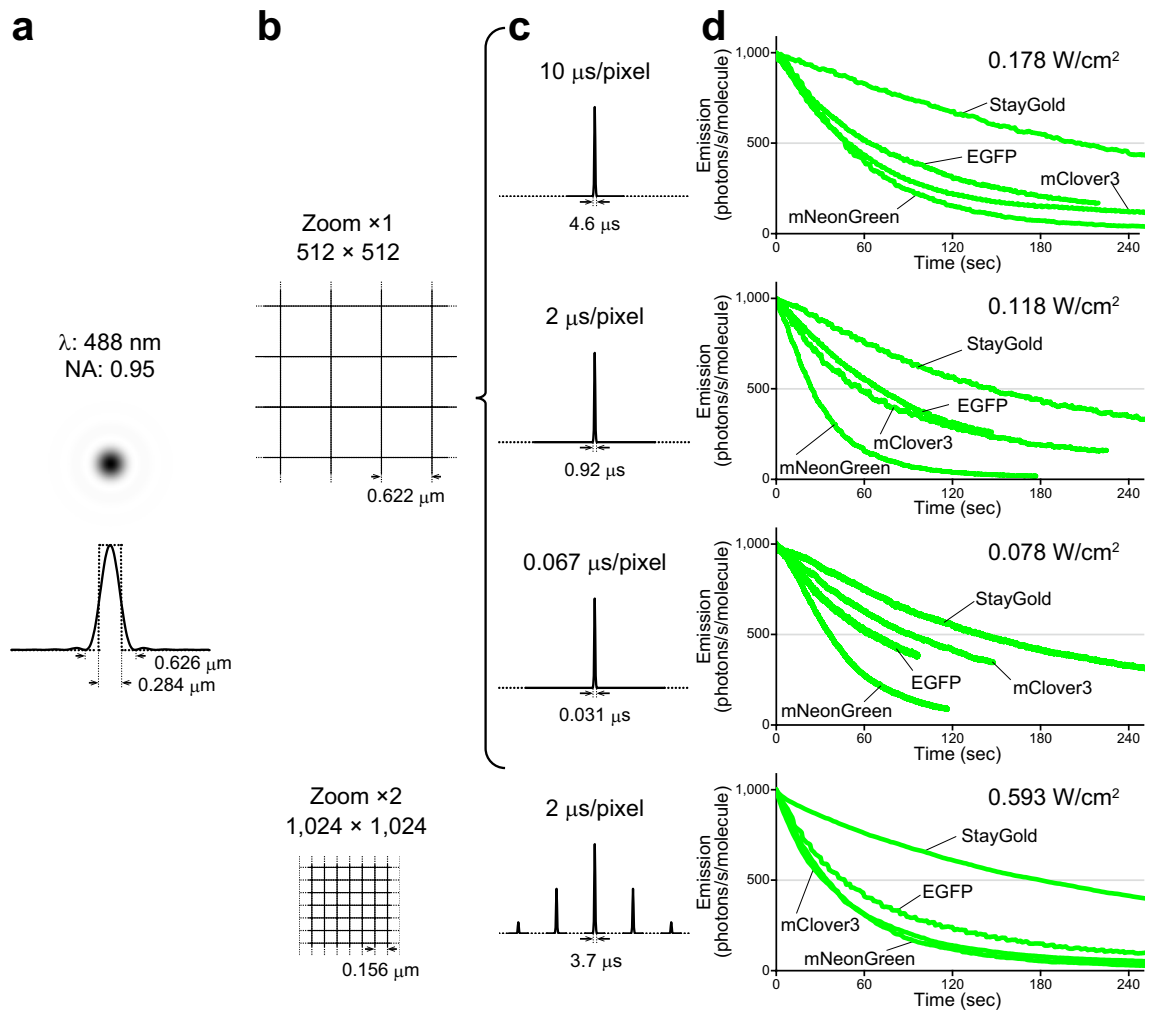 a
b
c
d
λ: 488 nm
NA: 0.95
0.626 μm
0.284 μm
Zoom ×1
512 × 512
0.622 μm
Zoom ×2
1,024 × 1,024
0.156 μm
10 μs/pixel
4.6 μs
2 μs/pixel
0.92 μs
0.067 μs/pixel
0.031 μs
2 μs/pixel
3.7 μs
0.178 W/cm²
Emission
(photons/s/molecule)
1,000
500
0
StayGold
EGFP
mClover3
mNeonGreen
0 60 120 180 240
Time (sec)
0.118 W/cm²
Emission
(photons/s/molecule)
1,000
500
0
StayGold
EGFP
mClover3
mNeonGreen
0 60 120 180 240
Time (sec)
0.078 W/cm²
Emission
(photons/s/molecule)
1,000
500
0
StayGold
EGFP
mClover3
mNeonGreen
0 60 120 180 240
Time (sec)
0.593 W/cm²
Emission
(photons/s/molecule)
1,000
500
0
StayGold
EGFP
mClover3
mNeonGreen
0 60 120 180 240
Time (sec)